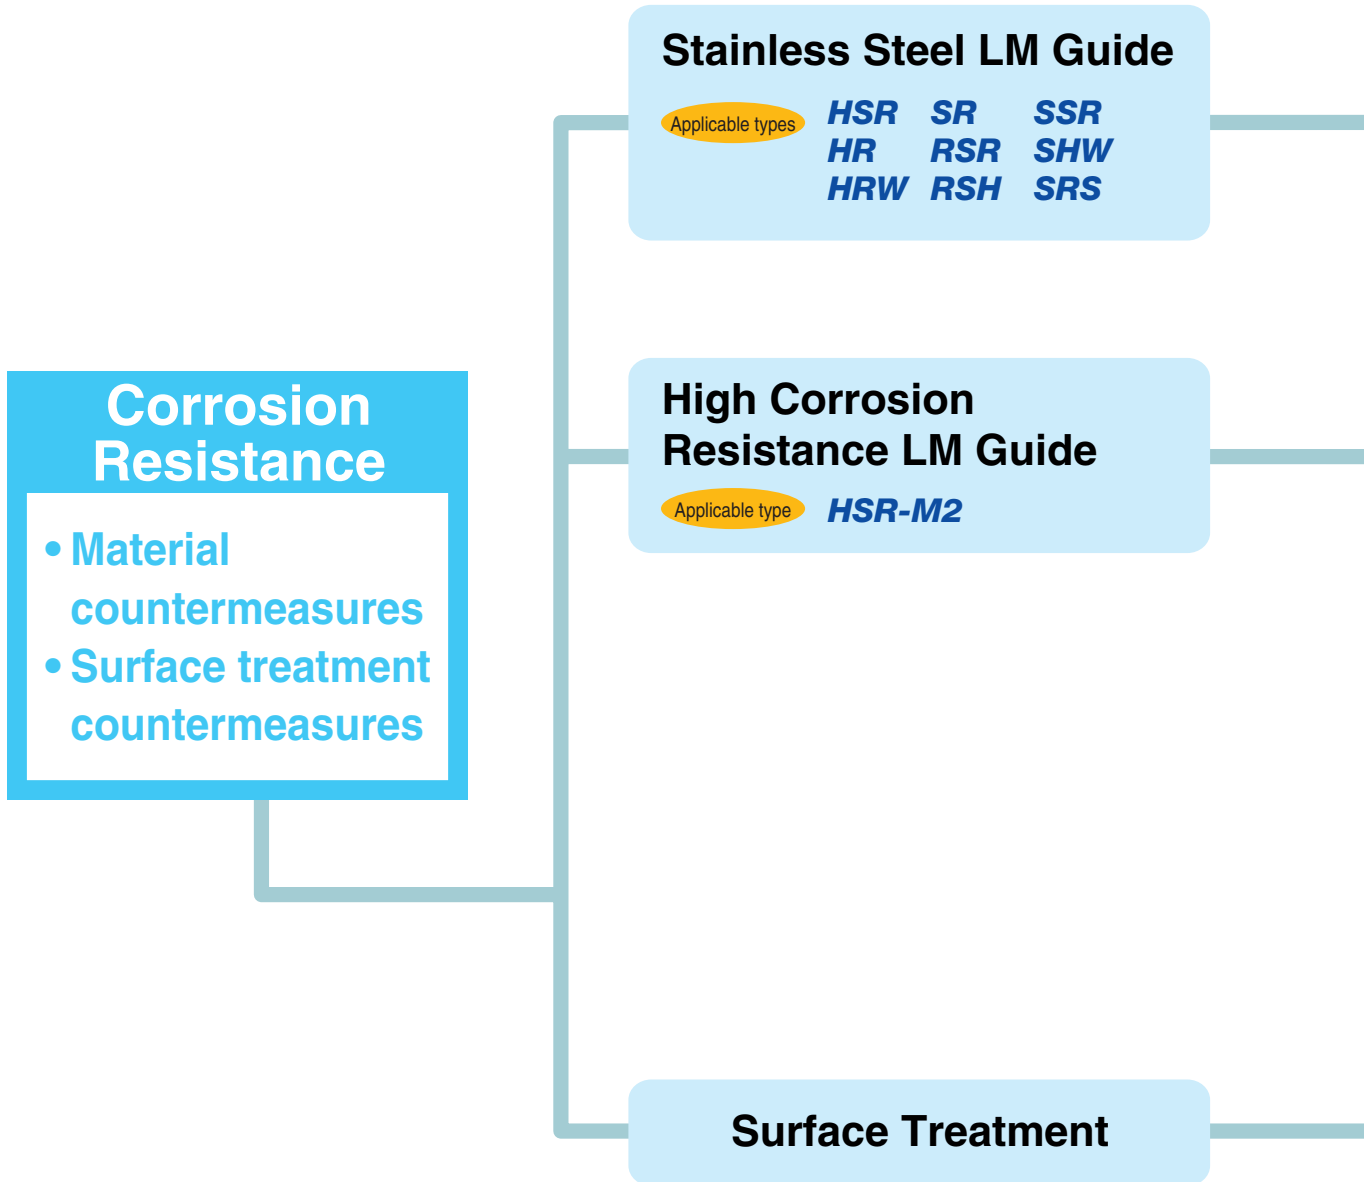 Stainless Steel LM Guide
Applicable types
HSR SR SSR
HR RSR SHW
HRW RSH SRS
Corrosion
Resistance
• Material
countermeasures
• Surface treatment
countermeasures
High Corrosion
Resistance LM Guide
Applicable type
HSR-M2
Surface Treatment